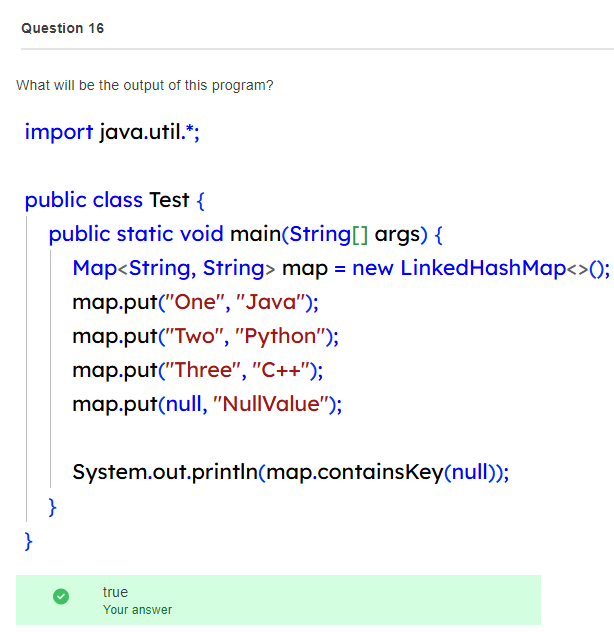 Question 16
What will be the output of this program?
import java.util.*;
public class Test {
public static void main(String[] args) {
Map<String, String> map = new LinkedHashMap<>();
map.put("One", "Java");
map.put("Two", "Python");
map.put("Three", "C++");
map.put(null, "NullValue");
System.out.println(map.containsKey(null));
}
}
true
Your answer